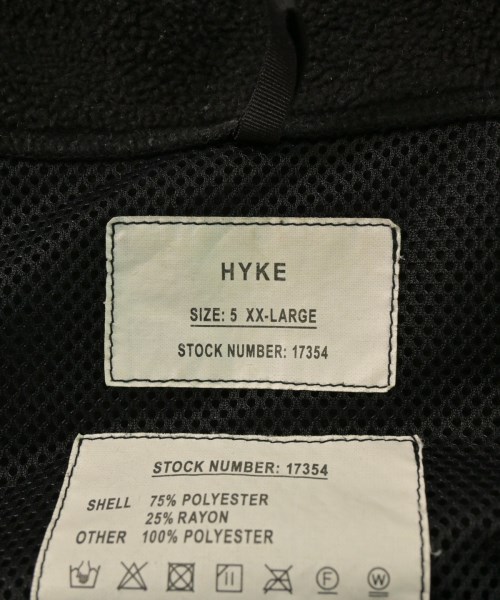 HYKE
SIZE: 5 XX-LARGE
STOCK NUMBER: 17354
STOCK NUMBER: 17354
SHELL 75% POLYESTER
25% RAYON
OTHER 100% POLYESTER
F W